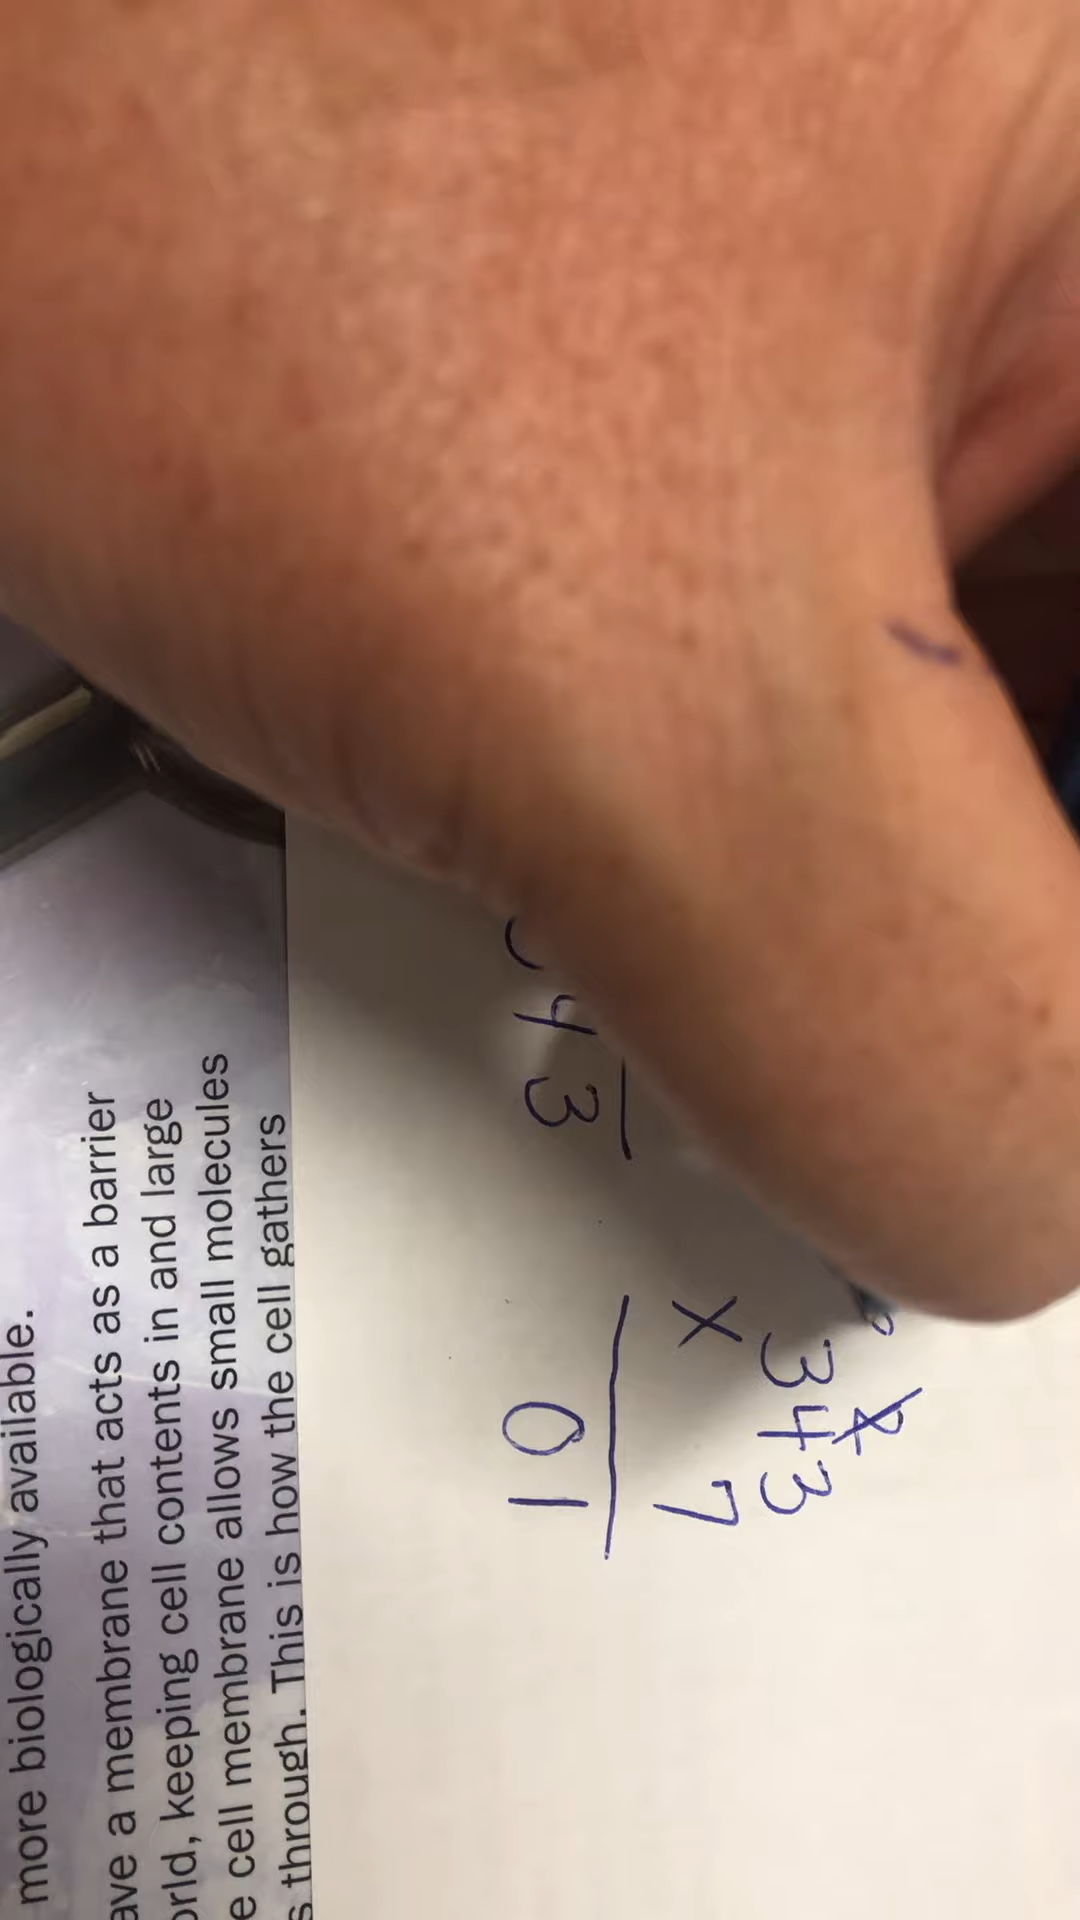 more biologically available.
ave a membrane that acts as a barrier
orld, keeping cell contents in and large
e cell membrane allows small molecules
s through. This is how the cell gathers
43
2
343
x 7
01